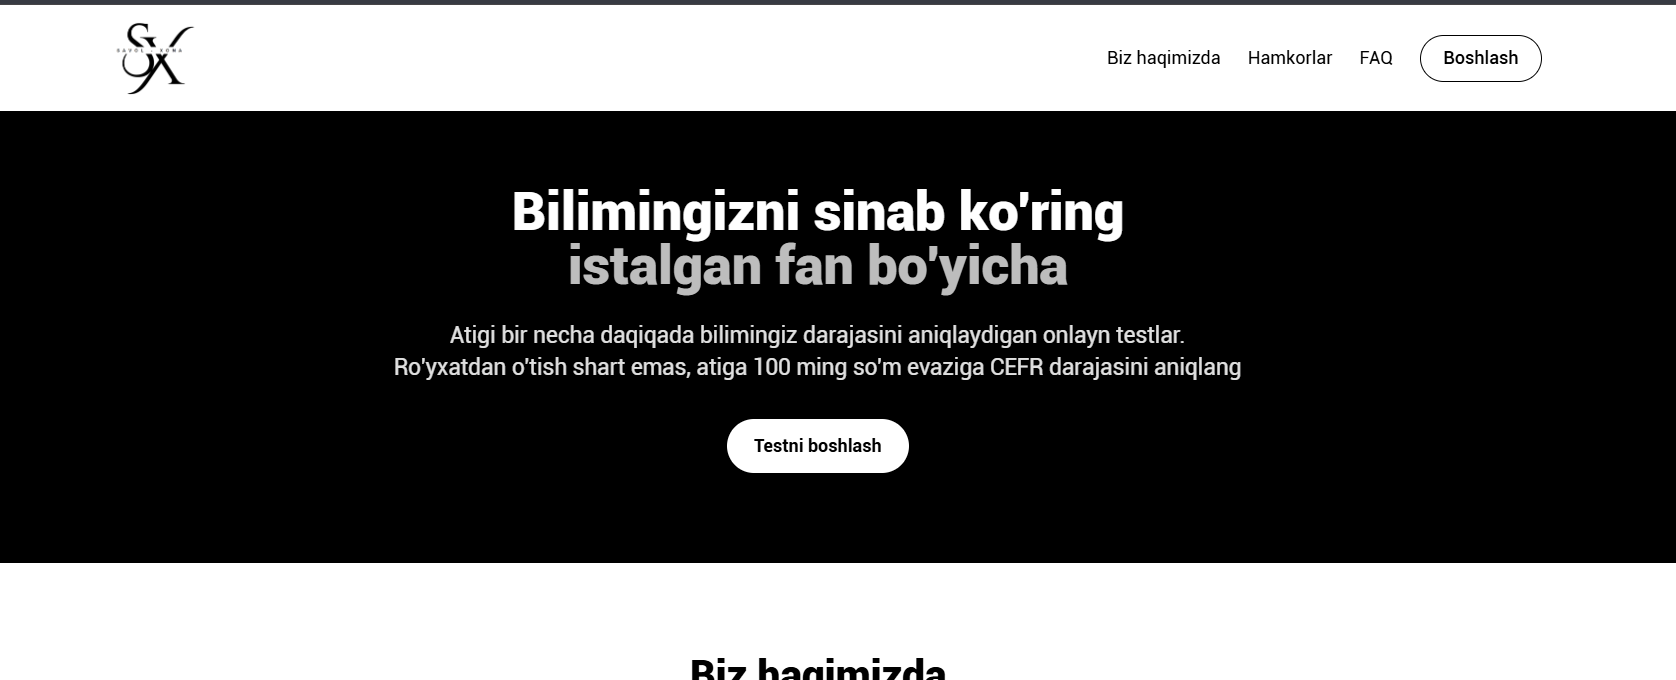 SAVOL - XONA
Biz haqimizda
Hamkorlar
FAQ
Boshlash
Bilimingizni sinab ko'ring
istalgan fan bo'yicha
Atigi bir necha daqiqada bilimingiz darajasini aniqlaydigan onlayn testlar.
Ro'yxatdan o'tish shart emas, atiga 100 ming so'm evaziga CEFR darajasini aniqlang
Testni boshlash
Biz haqimizda